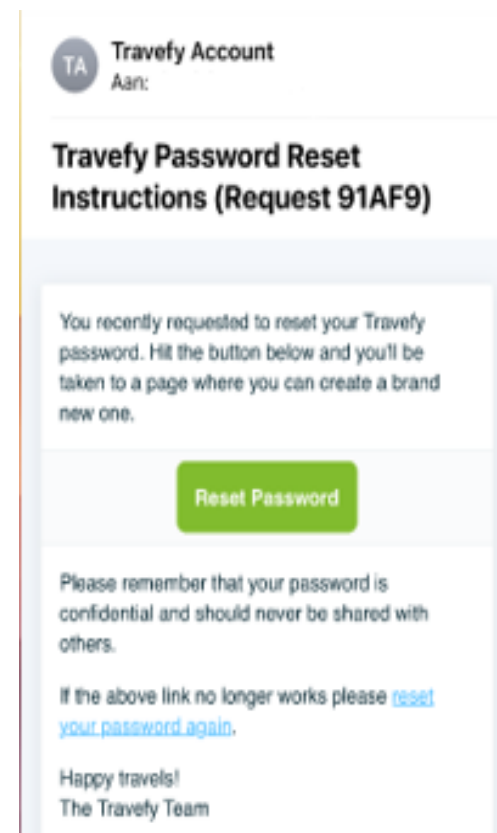 TA
Travefy Account
Aan:
Travefy Password Reset
Instructions (Request 91AF9)
You recently requested to reset your Travefy
password. Hit the button below and you'll be
taken to a page where you can create a brand
new one.
Reset Password
Please remember that your password is
confidential and should never be shared with
others.
If the above link no longer works please reset
your password again.
Happy travels!
The Travefy Team